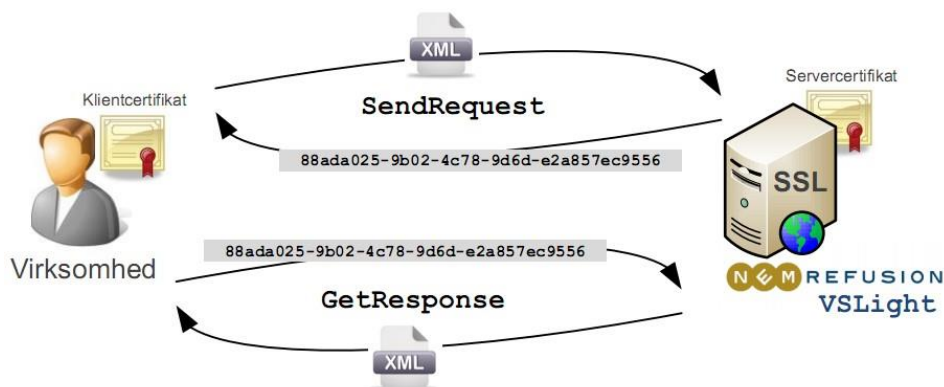 XML
Klientcertifikat
Servercertifikat
SendRequest
88ada025-9b02-4c78-9d6d-e2a857ec9556
SSL
88ada025-9b02-4c78-9d6d-e2a857ec9556
Virksomhed
NEMREFUSION
GetResponse
VSLight
XML